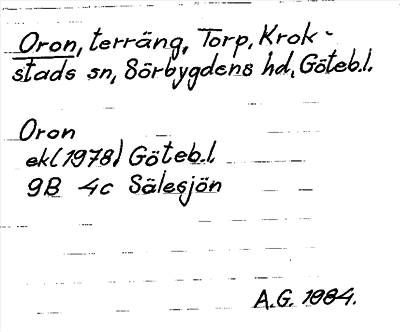 Oron, terräng, Torp, Krok-
stads sn, Sörbygdens hd, Göteb.l.
Oron
ek(1978) Göteb.l
9B 4c Sälesjön
A.G. 1984.